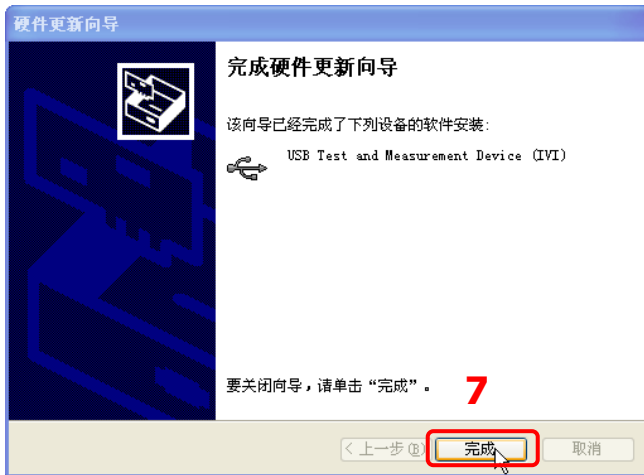 硬件更新向导
完成硬件更新向导
该向导已经完成了下列设备的软件安装:
USB Test and Measurement Device (IVI)
要关闭向导，请单击“完成”。
7
< 上一步(B)
完成
取消